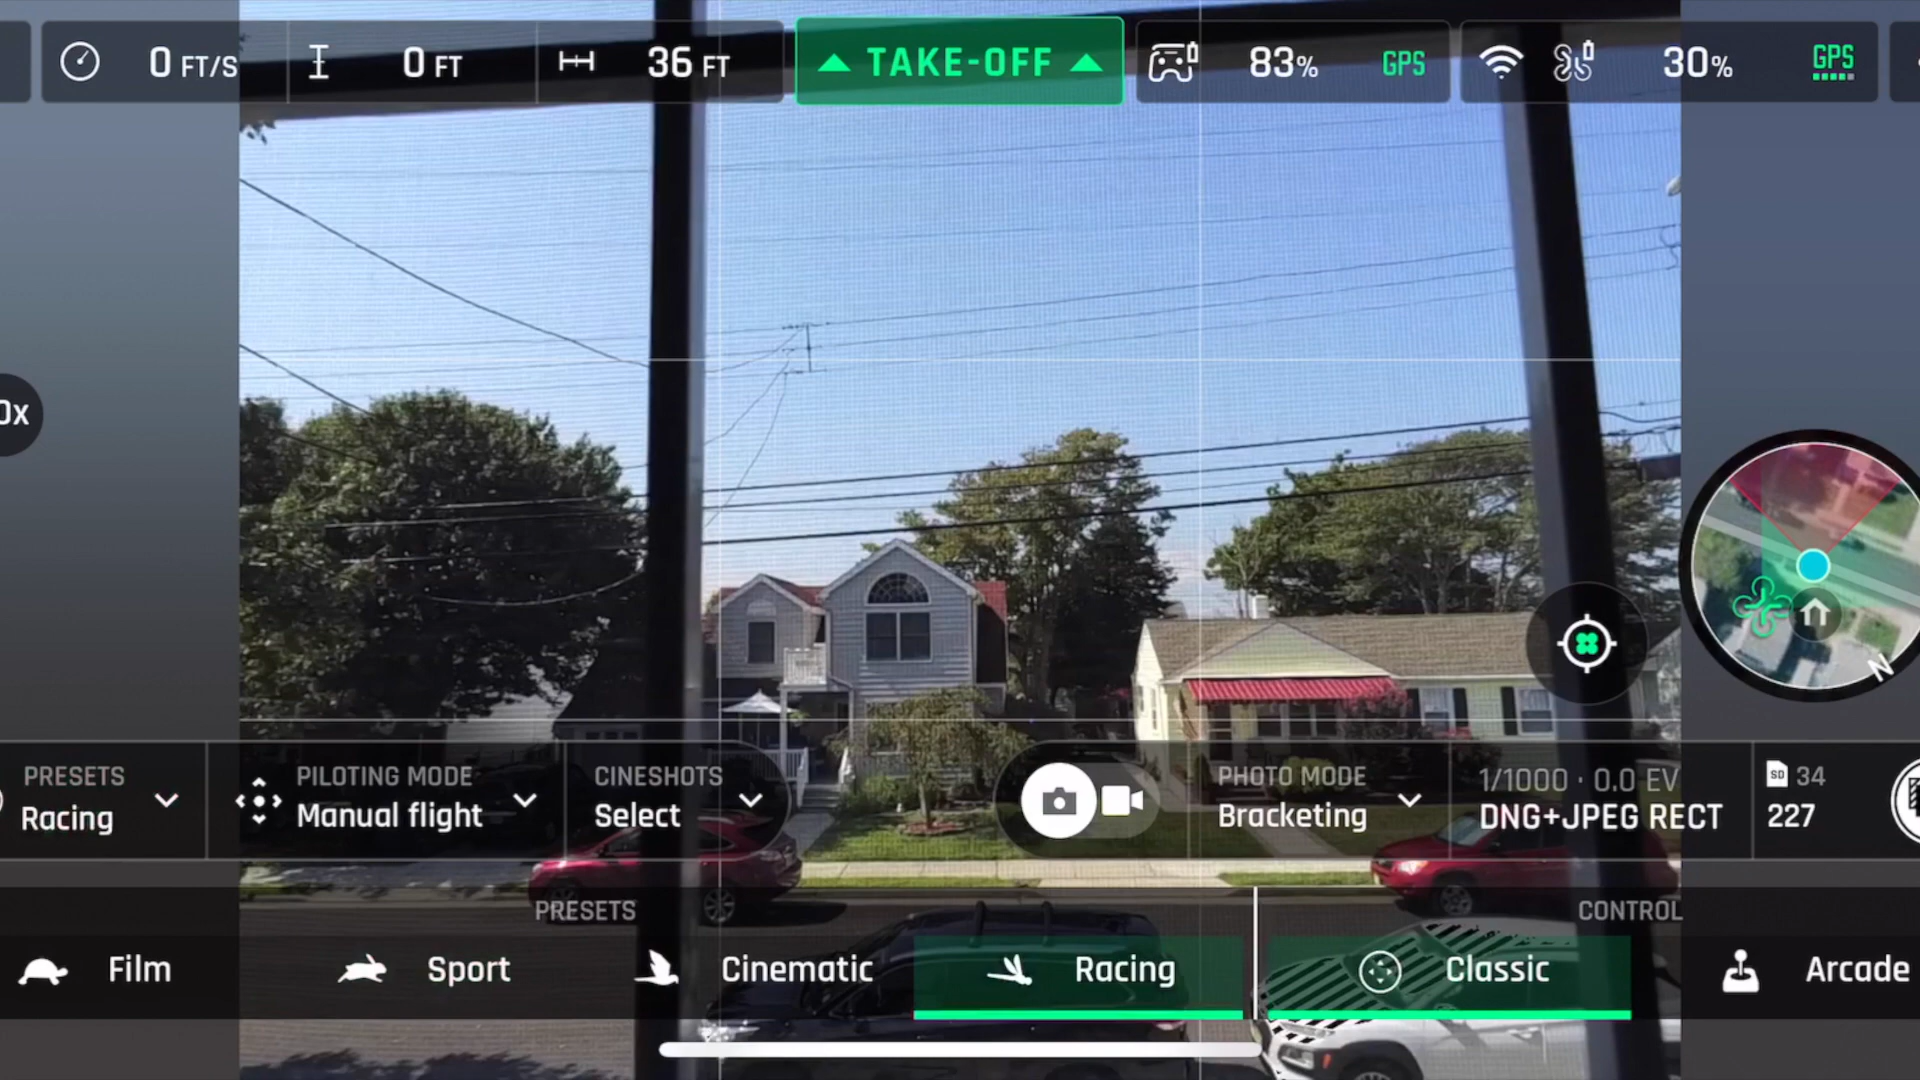 0 FT/S
0 FT
36 FT
TAKE-OFF
83%
GPS
30%
GPS
0x
N
PRESETS
Racing
PILOTING MODE
Manual flight
CINESHOTS
Select
PHOTO MODE
Bracketing
1/1000 · 0.0 EV
DNG+JPEG RECT
SD 34
227
PRESETS
CONTROL
Film
Sport
Cinematic
Racing
Classic
Arcade